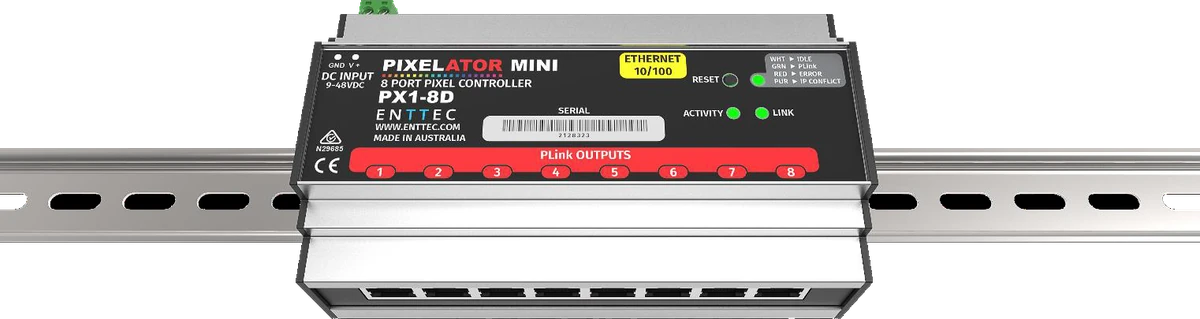 GND V+
DC INPUT
9-48VDC
PIXELATOR MINI
8 PORT PIXEL CONTROLLER
PX1-8D
ENTTEC
WWW.ENTTEC.COM
MADE IN AUSTRALIA
N29685
CE
SERIAL
2128323
ETHERNET
10/100
RESET
WHT ▶ IDLE
GRN ▶ PLink
RED ▶ ERROR
PUR ▶ IP CONFLICT
ACTIVITY
LINK
PLink OUTPUTS
1 2 3 4 5 6 7 8